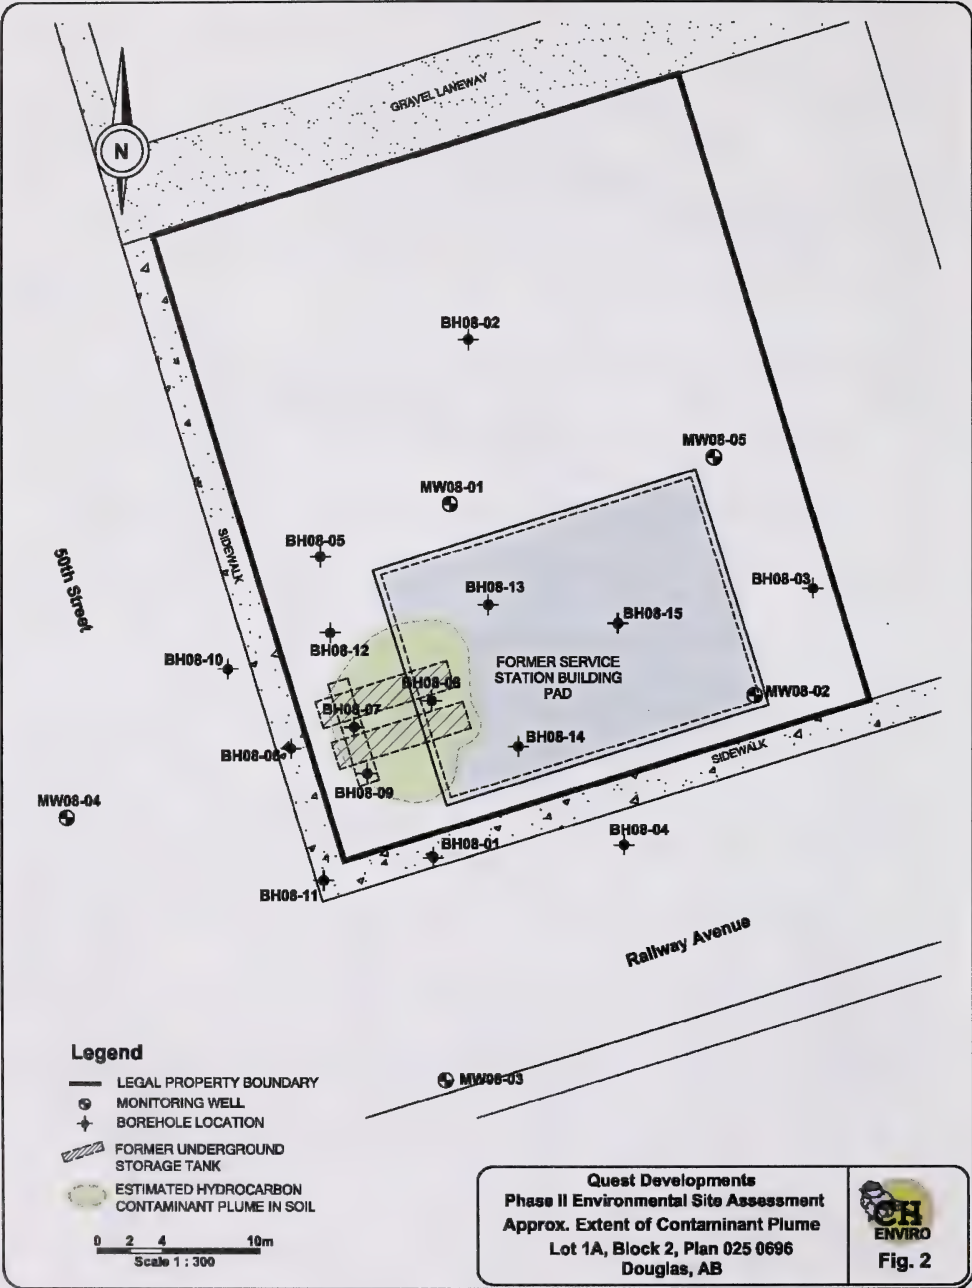 GRAVEL LANEWAY
N
BH08-02
MW08-05
MW08-01
50th Street
SIDEWALK
BH08-05
BH08-13
BH08-03
BH08-15
BH08-12
BH08-10
FORMER SERVICE
STATION BUILDING
PAD
BH08-08
MW08-02
BH08-07
BH08-06
BH08-14
SIDEWALK
BH08-09
MW08-04
BH08-04
BH08-01
BH08-11
Railway Avenue
MW08-03
Legend
LEGAL PROPERTY BOUNDARY
MONITORING WELL
BOREHOLE LOCATION
FORMER UNDERGROUND
STORAGE TANK
ESTIMATED HYDROCARBON
CONTAMINANT PLUME IN SOIL
0 2 4 10m
Scale 1 : 300
Quest Developments
Phase II Environmental Site Assessment
Approx. Extent of Contaminant Plume
Lot 1A, Block 2, Plan 025 0696
Douglas, AB
CH
ENVIRO
Fig. 2